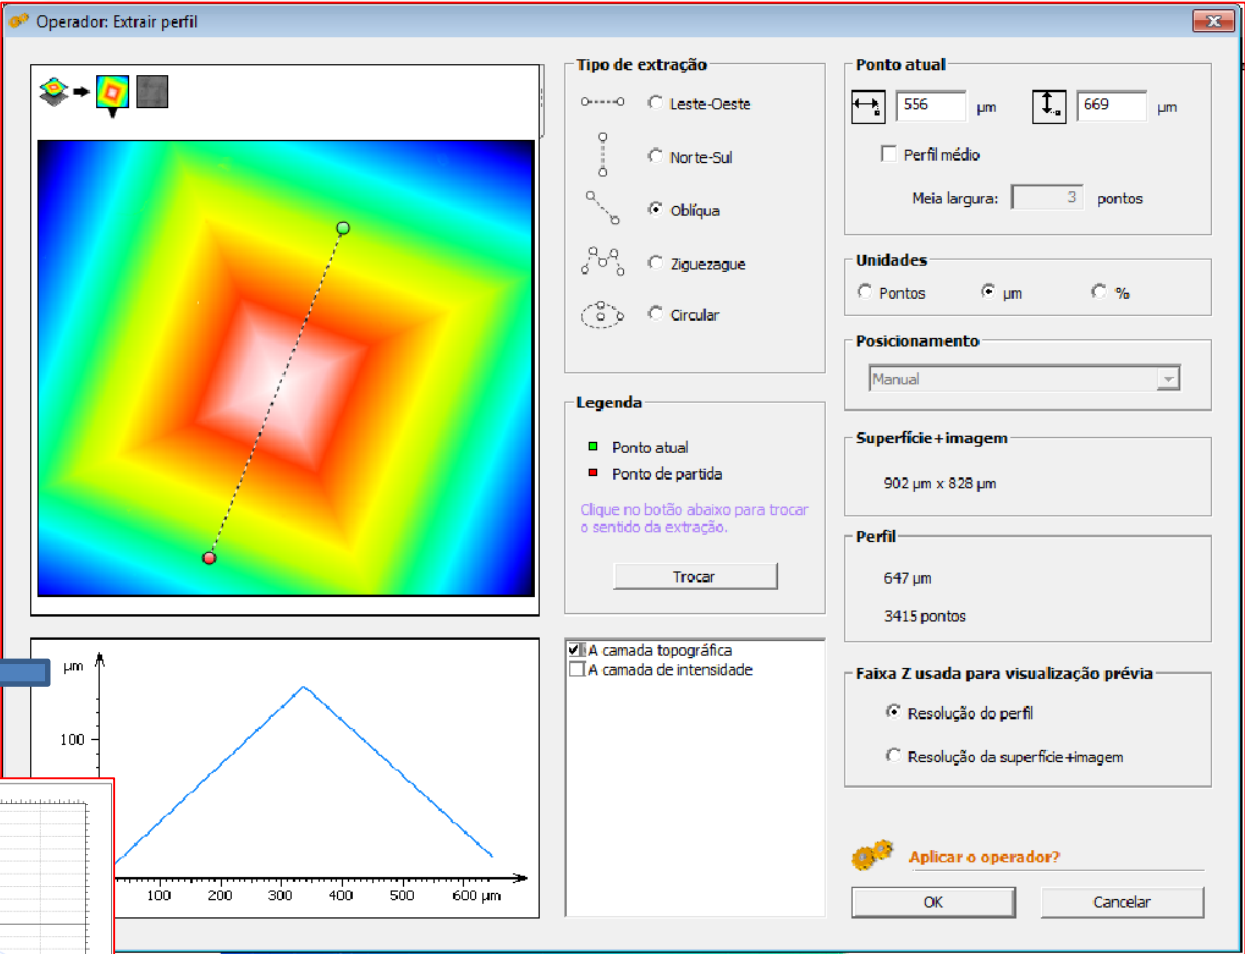 Operador: Extrair perfil
Tipo de extração
Leste-Oeste
Norte-Sul
Oblíqua
Ziguezague
Circular
Legenda
Ponto atual
Ponto de partida
Clique no botão abaixo para trocar
o sentido da extração.
Trocar
A camada topográfica
A camada de intensidade
Ponto atual
556 µm 669 µm
Perfil médio
Meia largura: 3 pontos
Unidades
Pontos µm %
Posicionamento
Manual
Superfície+imagem
902 µm x 828 µm
Perfil
647 µm
3415 pontos
Faixa Z usada para visualização prévia
Resolução do perfil
Resolução da superfície+imagem
Aplicar o operador?
OK Cancelar
µm
100
100 200 300 400 500 600 µm